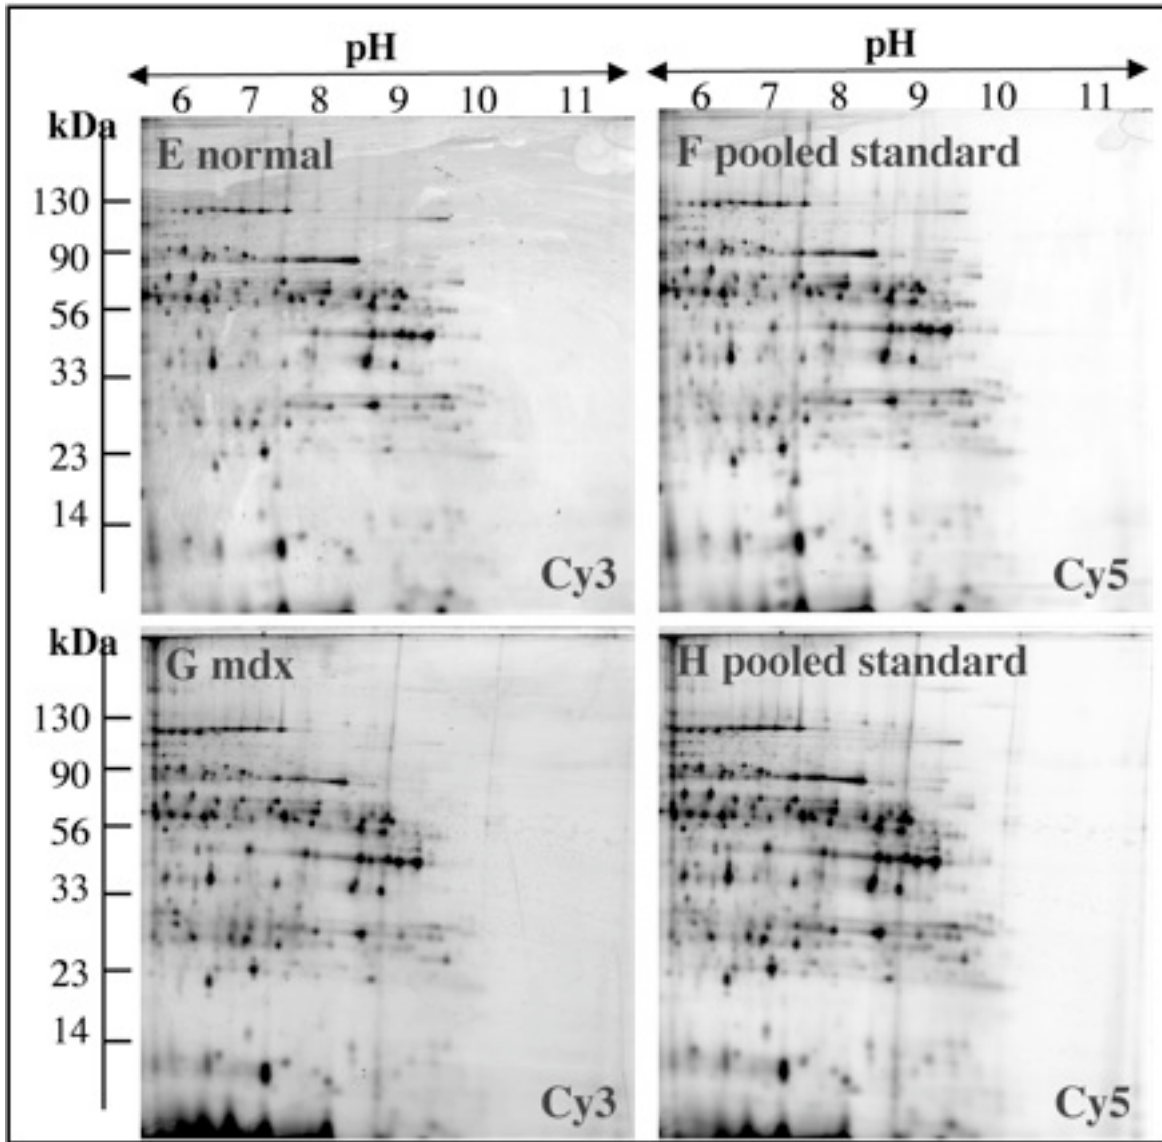 pH pH
6 7 8 9 10 11 6 7 8 9 10 11
kDa
E normal F pooled standard
130
90
56
33
23
14
Cy3 Cy5
kDa
G mdx H pooled standard
130
90
56
33
23
14
Cy3 Cy5